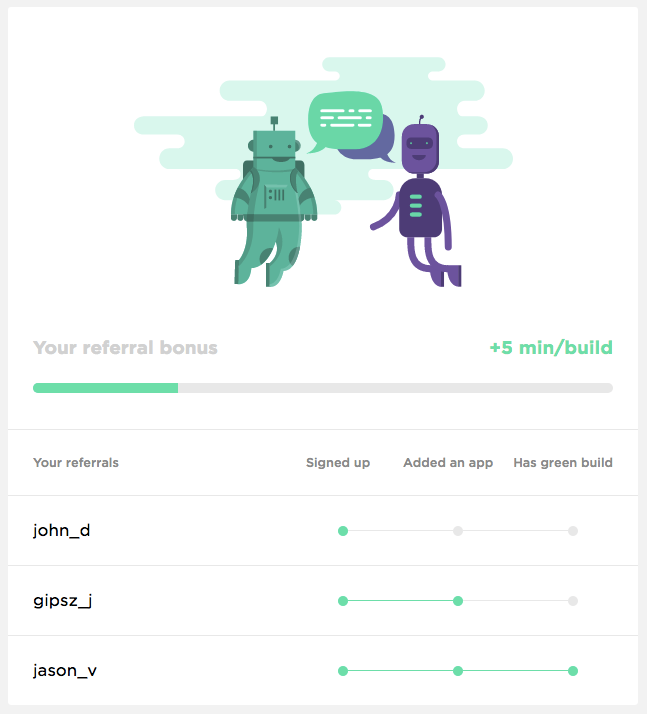 Your referral bonus +5 min/build
Your referrals Signed up Added an app Has green build
john_d
gipsz_j
jason_v